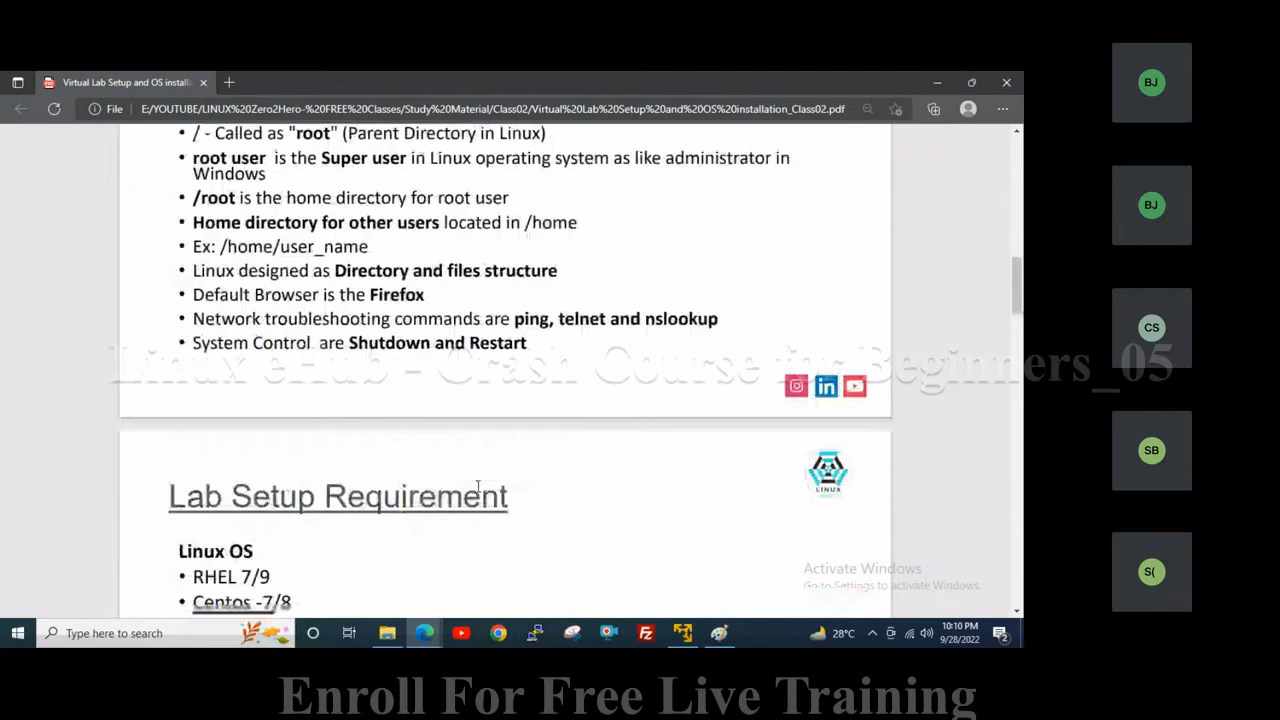 BJ
Virtual Lab Setup and OS install
File
E:/YOUTUBE/LINUX%20Zero2Hero-%20FREE%20Classes/Study%20Material/Class02/Virtual%20Lab%20Setup%20and%20OS%20installation_Class02.pdf
• / - Called as "root" (Parent Directory in Linux)
• root user is the Super user in Linux operating system as like administrator in
Windows
• /root is the home directory for root user
• Home directory for other users located in /home
• Ex: /home/user_name
• Linux designed as Directory and files structure
• Default Browser is the Firefox
• Network troubleshooting commands are ping, telnet and nslookup
• System Control are Shutdown and Restart
BJ
CS
Linux eHub - Crash Course for Beginners_05
Lab Setup Requirement
LINUX
SB
Linux OS
• RHEL 7/9
• Centos -7/8
Activate Windows
Go to Settings to activate Windows.
S(
Type here to search
28°C
10:10 PM
9/28/2022
2
Enroll For Free Live Training